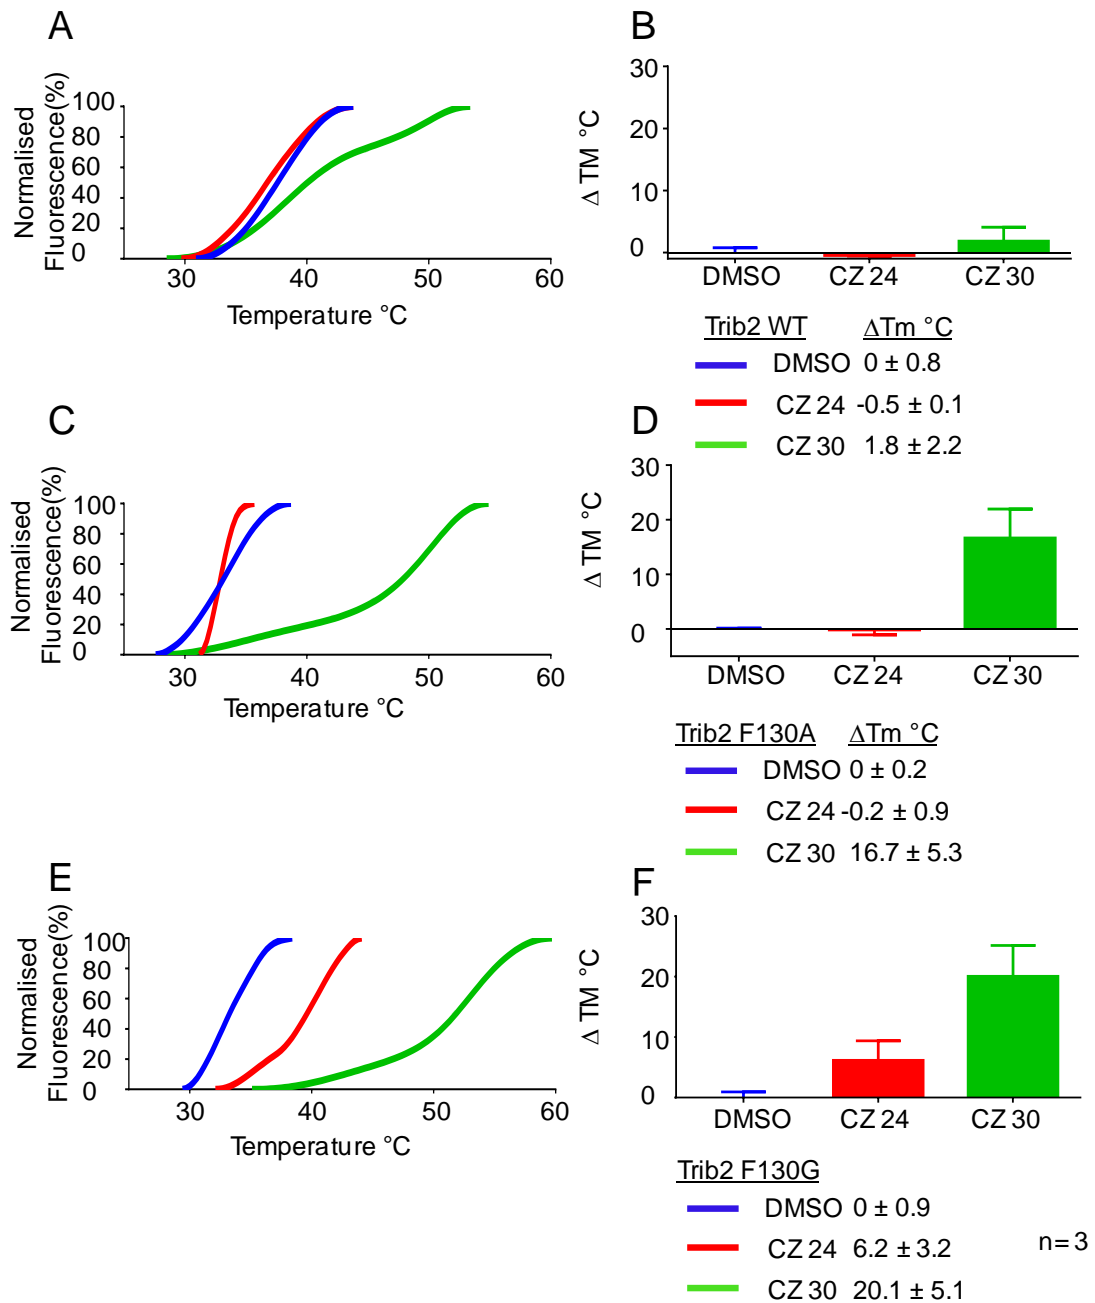 A
Normalised
Fluorescence(%)
100
80
60
40
20
0
30 40 50 60
Temperature °C
B
Δ TM °C
30
20
10
0
DMSO CZ 24 CZ 30
Trib2 WT ΔTm °C
DMSO 0 ± 0.8
CZ 24 -0.5 ± 0.1
CZ 30 1.8 ± 2.2
C
Normalised
Fluorescence(%)
100
80
60
40
20
0
30 40 50 60
Temperature °C
D
Δ TM °C
30
20
10
0
DMSO CZ 24 CZ 30
Trib2 F130A ΔTm °C
DMSO 0 ± 0.2
CZ 24 -0.2 ± 0.9
CZ 30 16.7 ± 5.3
E
Normalised
Fluorescence(%)
100
80
60
40
20
0
30 40 50 60
Temperature °C
F
Δ TM °C
30
20
10
0
DMSO CZ 24 CZ 30
Trib2 F130G
DMSO 0 ± 0.9
CZ 24 6.2 ± 3.2
CZ 30 20.1 ± 5.1
n= 3